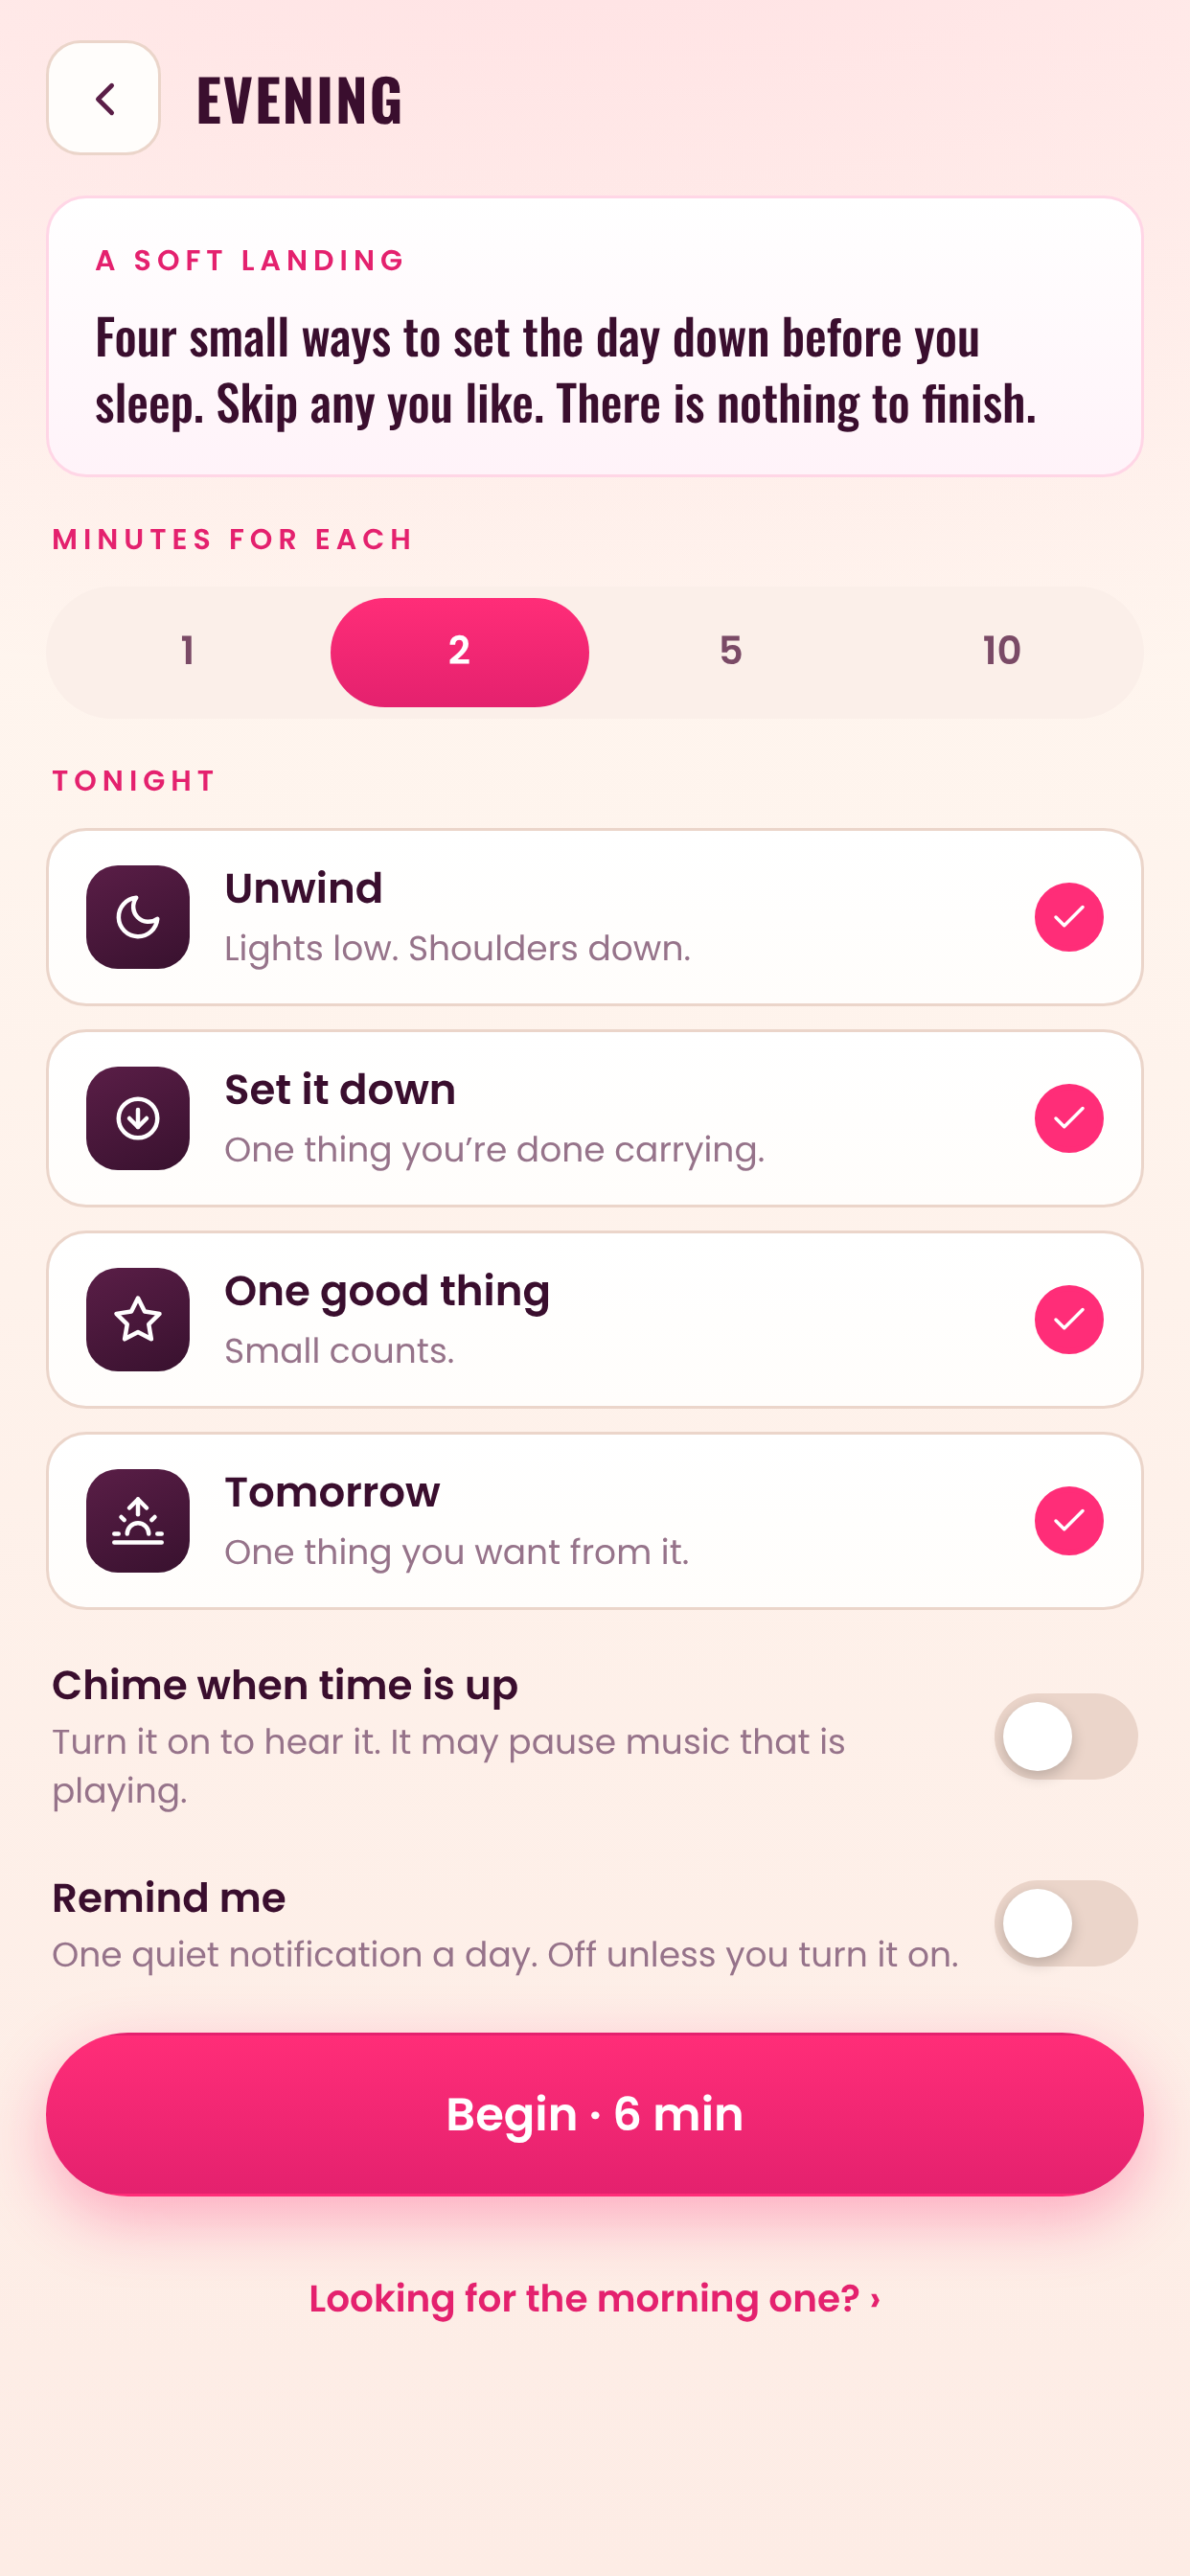 EVENING
A SOFT LANDING
Four small ways to set the day down before you
sleep. Skip any you like. There is nothing to finish.
MINUTES FOR EACH
1 2 5 10
TONIGHT
Unwind
Lights low. Shoulders down.
Set it down
One thing you’re done carrying.
One good thing
Small counts.
Tomorrow
One thing you want from it.
Chime when time is up
Turn it on to hear it. It may pause music that is
playing.
Remind me
One quiet notification a day. Off unless you turn it on.
Begin · 6 min
Looking for the morning one? ›